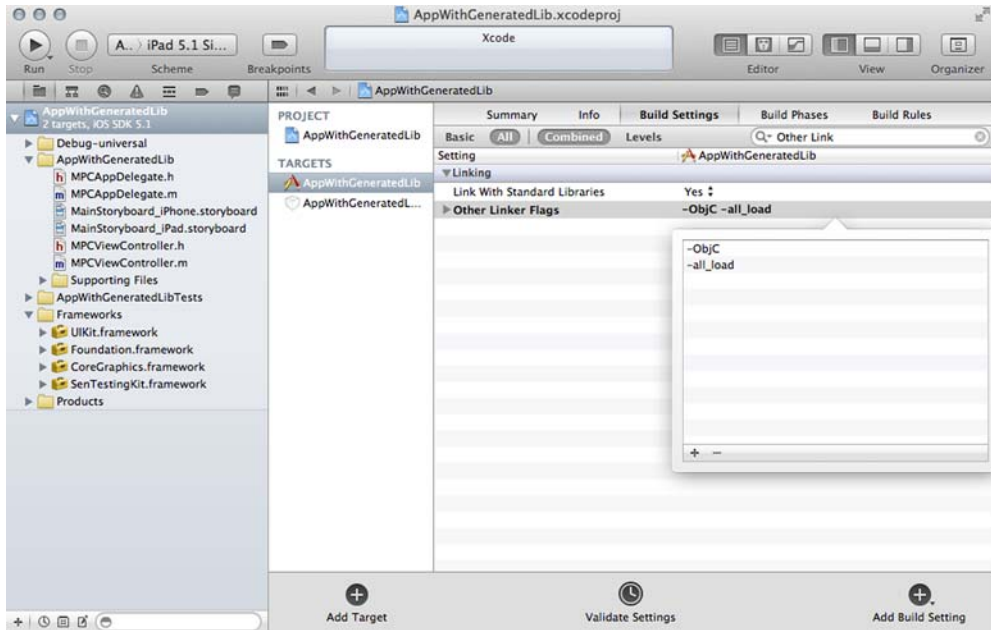 AppWithGeneratedLib.xcodeproj
A.. iPad 5.1 Si...
Xcode
Run Stop Scheme Breakpoints Editor View Organizer
AppWithGeneratedLib
AppWithGeneratedLib
2 targets, iOS SDK 5.1
Debug-universal
AppWithGeneratedLib
MPCAppDelegate.h
MPCAppDelegate.m
MainStoryboard_iPhone.storyboard
MainStoryboard_iPad.storyboard
MPCViewController.h
MPCViewController.m
Supporting Files
AppWithGeneratedLibTests
Frameworks
UIKit.framework
Foundation.framework
CoreGraphics.framework
SenTestingKit.framework
Products
PROJECT
AppWithGeneratedLib
TARGETS
AppWithGeneratedLib
AppWithGeneratedL...
Summary Info Build Settings Build Phases Build Rules
Basic All Combined Levels Other Link
Setting AppWithGeneratedLib
Linking
Link With Standard Libraries Yes
Other Linker Flags -ObjC -all_load
-ObjC
-all_load
Add Target Validate Settings Add Build Setting